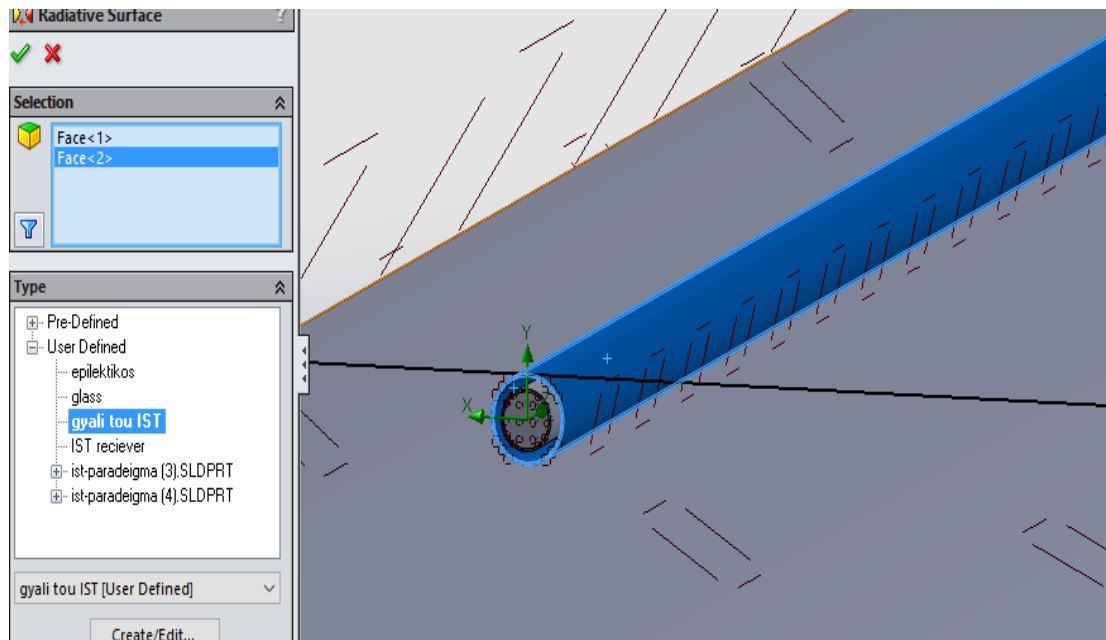 Radiative Surface ?
Selection
Face<1>
Face<2>
Type
Pre-Defined
User Defined
epilektikos
glass
gyali tou IST
IST reciever
ist-paradeigma (3).SLDPRT
ist-paradeigma (4).SLDPRT
gyali tou IST [User Defined]
Create/Edit...
Y
X